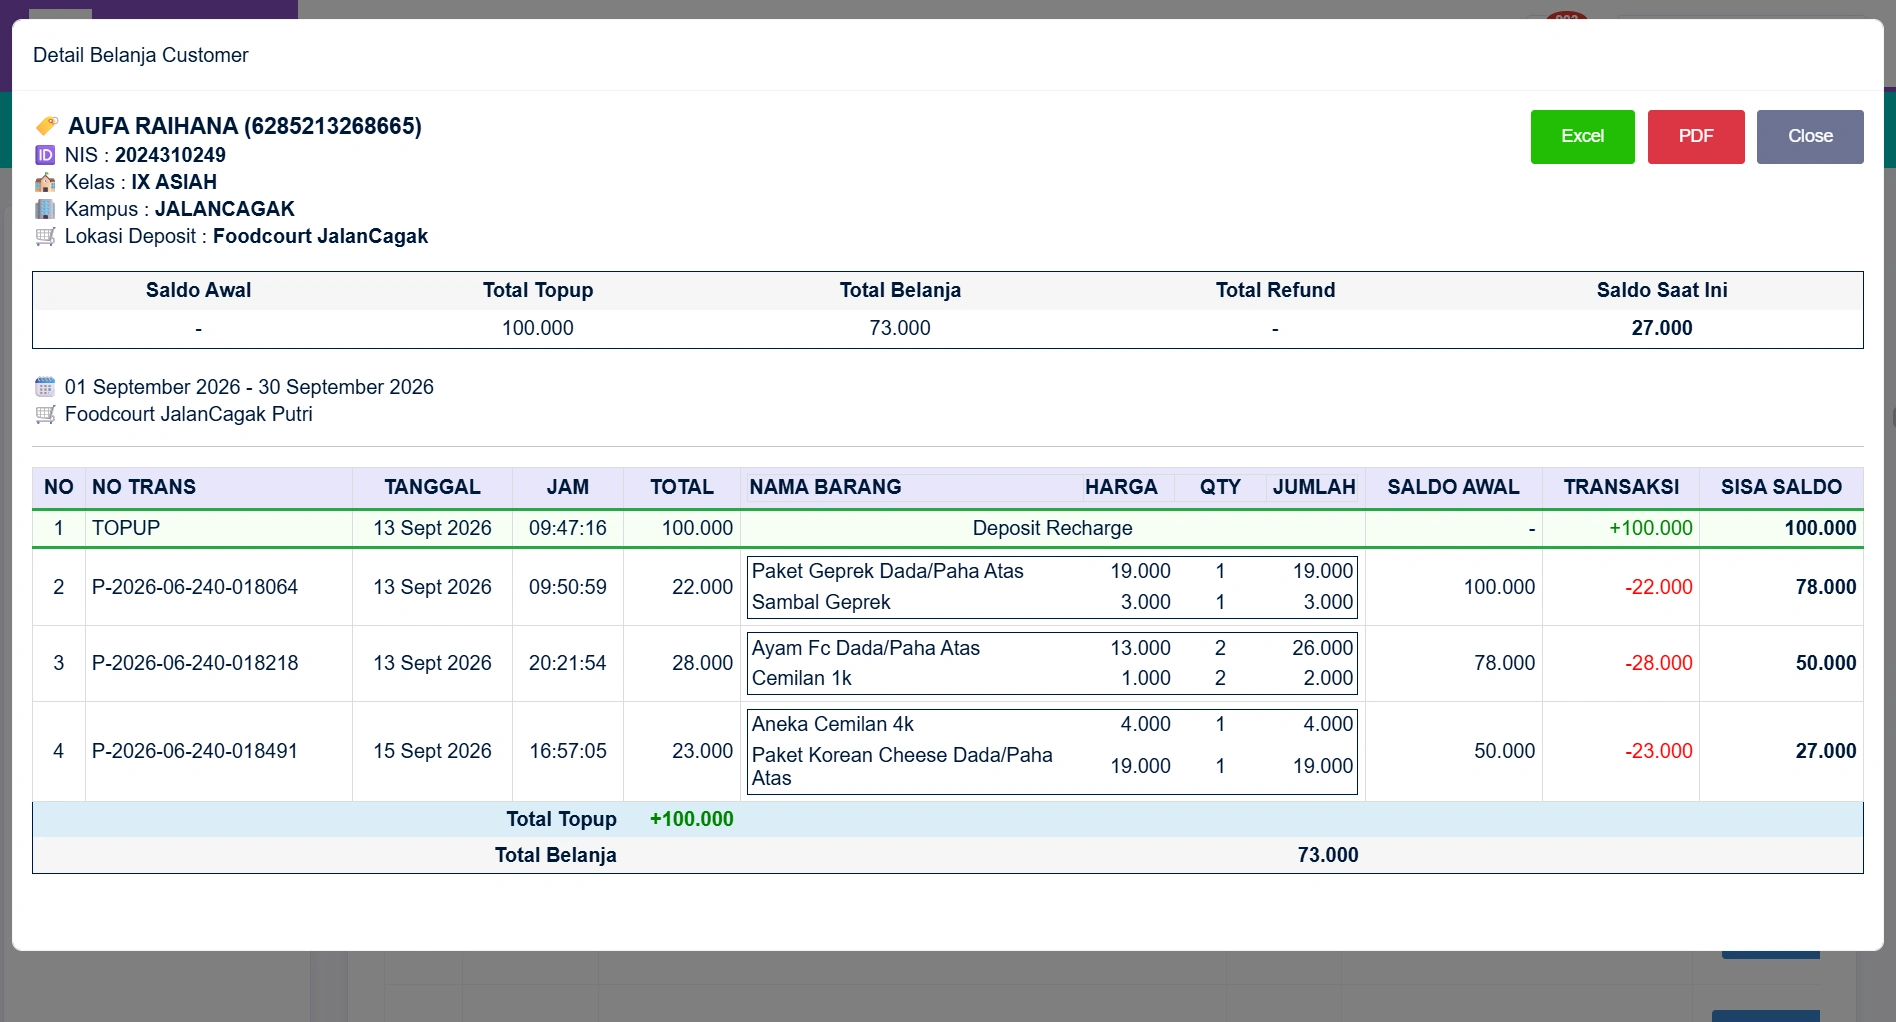 Detail Belanja Customer
AUFA RAIHANA (6285213268665)
Excel PDF Close
ID NIS : 2024310249
Kelas : IX ASIAH
Kampus : JALANCAGAK
Lokasi Deposit : Foodcourt JalanCagak
Saldo Awal Total Topup Total Belanja Total Refund Saldo Saat Ini
- 100.000 73.000 - 27.000
01 September 2026 - 30 September 2026
Foodcourt JalanCagak Putri
NO NO TRANS TANGGAL JAM TOTAL NAMA BARANG HARGA QTY JUMLAH SALDO AWAL TRANSAKSI SISA SALDO
1 TOPUP 13 Sept 2026 09:47:16 100.000 Deposit Recharge - +100.000 100.000
2 P-2026-06-240-018064 13 Sept 2026 09:50:59 22.000 Paket Geprek Dada/Paha Atas 19.000 1 19.000 100.000 -22.000 78.000
Sambal Geprek 3.000 1 3.000
3 P-2026-06-240-018218 13 Sept 2026 20:21:54 28.000 Ayam Fc Dada/Paha Atas 13.000 2 26.000 78.000 -28.000 50.000
Cemilan 1k 1.000 2 2.000
4 P-2026-06-240-018491 15 Sept 2026 16:57:05 23.000 Aneka Cemilan 4k 4.000 1 4.000 50.000 -23.000 27.000
Paket Korean Cheese Dada/Paha
Atas 19.000 1 19.000
Total Topup +100.000
Total Belanja 73.000